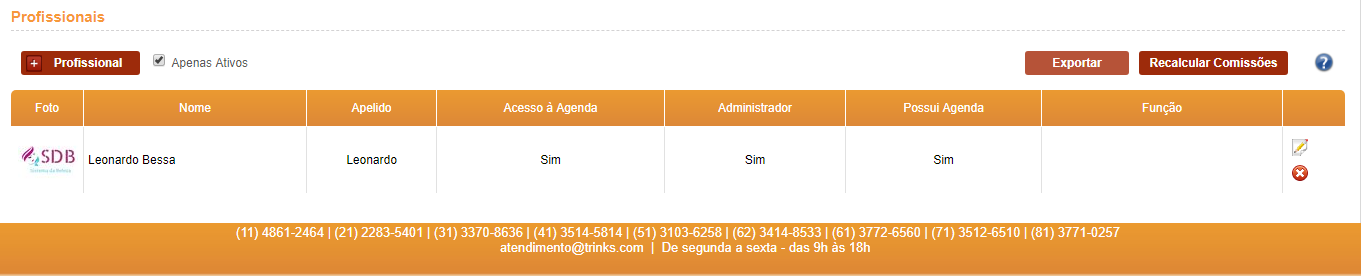 Profissionais
+ Profissional Apenas Ativos Exportar Recalcular Comissões ?
Foto Nome Apelido Acesso à Agenda Administrador Possui Agenda Função
SDB Leonardo Bessa Leonardo Sim Sim Sim
Sistema de Beleza
(11) 4861-2464 | (21) 2283-5401 | (31) 3370-8636 | (41) 3514-5814 | (51) 3103-6258 | (62) 3414-8533 | (61) 3772-6560 | (71) 3512-6510 | (81) 3771-0257
atendimento@trinks.com | De segunda a sexta - das 9h às 18h